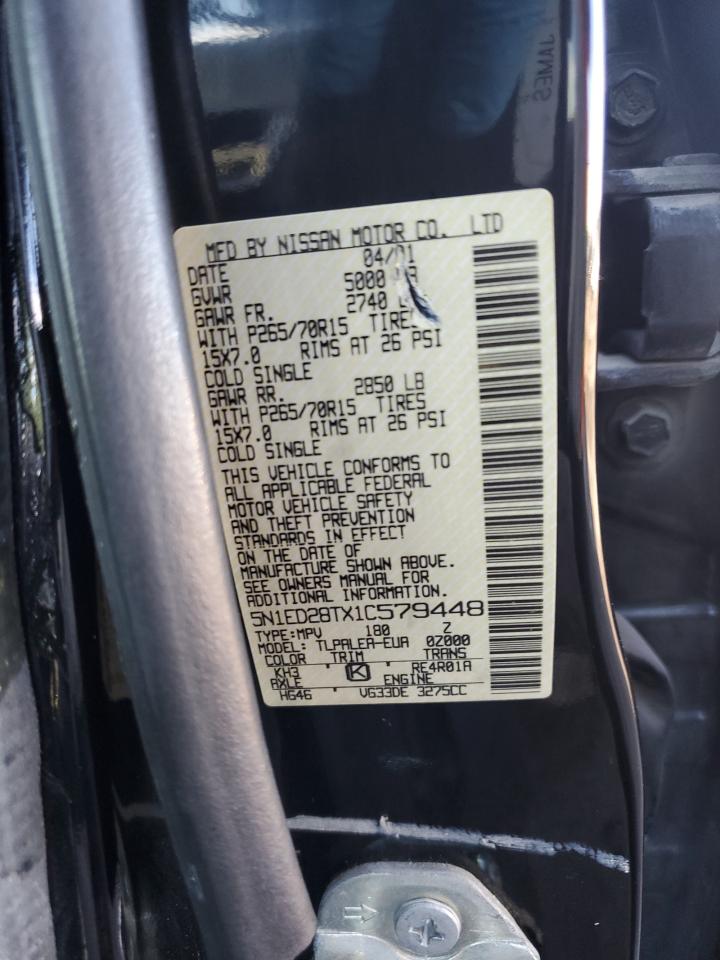 JAMES
MFD BY NISSAN MOTOR CO. LTD
DATE 04/01
GVWR 5000
GAWR FR. 2740
WITH P265/70R15 TIRES
15X7.0 RIMS AT 26 PSI
COLD SINGLE
GAWR RR. 2850 LB
WITH P265/70R15 TIRES
15X7.0 RIMS AT 26 PSI
COLD SINGLE
THIS VEHICLE CONFORMS TO
ALL APPLICABLE FEDERAL
MOTOR VEHICLE SAFETY
AND THEFT PREVENTION
STANDARDS IN EFFECT
ON THE DATE OF
MANUFACTURE SHOWN ABOVE.
SEE OWNERS MANUAL FOR
ADDITIONAL INFORMATION.
5N1ED28TX1C579448
TYPE:MPV 180 Z
MODEL: TLPALEA-EUA 0Z000
COLOR TRIM TRANS
KH3 K RE4R01A
AXLE ENGINE
HG46 VG33DE 3275CC